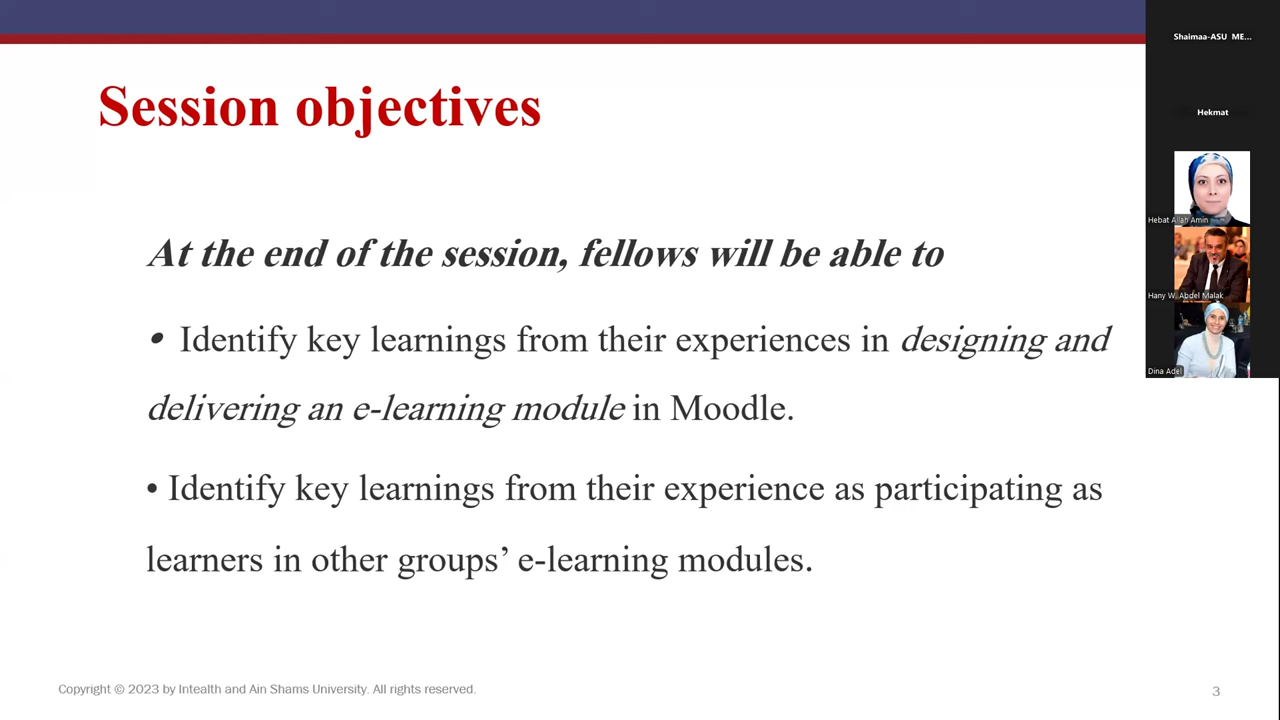 Session objectives
At the end of the session, fellows will be able to
• Identify key learnings from their experiences in designing and
delivering an e-learning module in Moodle.
• Identify key learnings from their experience as participating as
learners in other groups’ e-learning modules.
Copyright © 2023 by Intealth and Ain Shams University. All rights reserved.
3
Shaimaa-ASU ME...
Hekmat
Hebat Allah Amin
Hany W. Abdel Malak
Dina Adel